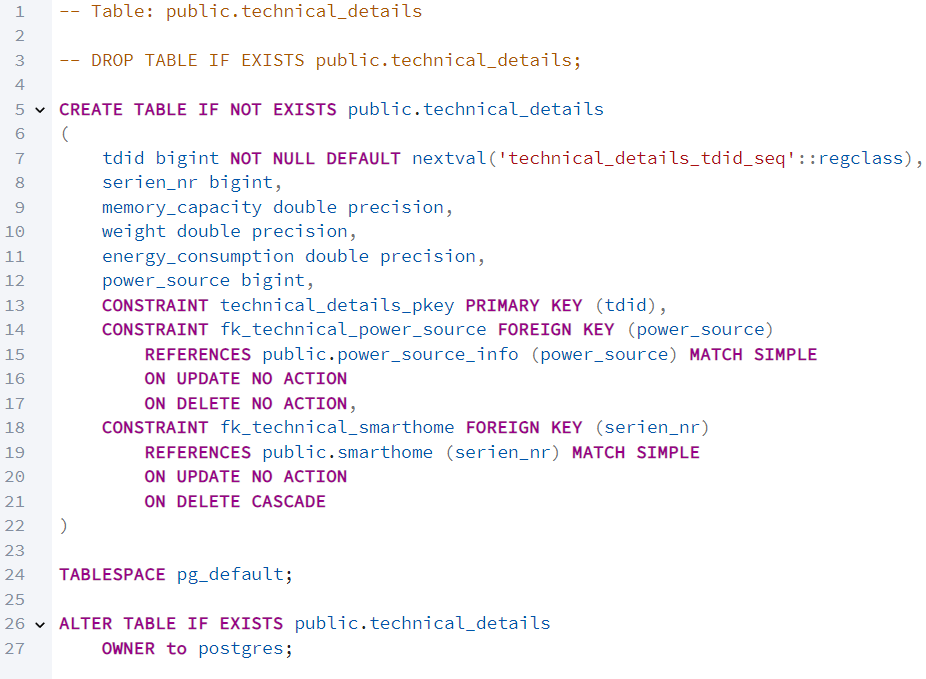 1 -- Table: public.technical_details
2
3 -- DROP TABLE IF EXISTS public.technical_details;
4
5 CREATE TABLE IF NOT EXISTS public.technical_details
6 (
7     tdid bigint NOT NULL DEFAULT nextval('technical_details_tdid_seq'::regclass),
8     serien_nr bigint,
9     memory_capacity double precision,
10     weight double precision,
11     energy_consumption double precision,
12     power_source bigint,
13     CONSTRAINT technical_details_pkey PRIMARY KEY (tdid),
14     CONSTRAINT fk_technical_power_source FOREIGN KEY (power_source)
15         REFERENCES public.power_source_info (power_source) MATCH SIMPLE
16         ON UPDATE NO ACTION
17         ON DELETE NO ACTION,
18     CONSTRAINT fk_technical_smarthome FOREIGN KEY (serien_nr)
19         REFERENCES public.smarthome (serien_nr) MATCH SIMPLE
20         ON UPDATE NO ACTION
21         ON DELETE CASCADE
22 )
23
24 TABLESPACE pg_default;
25
26 ALTER TABLE IF EXISTS public.technical_details
27     OWNER to postgres;